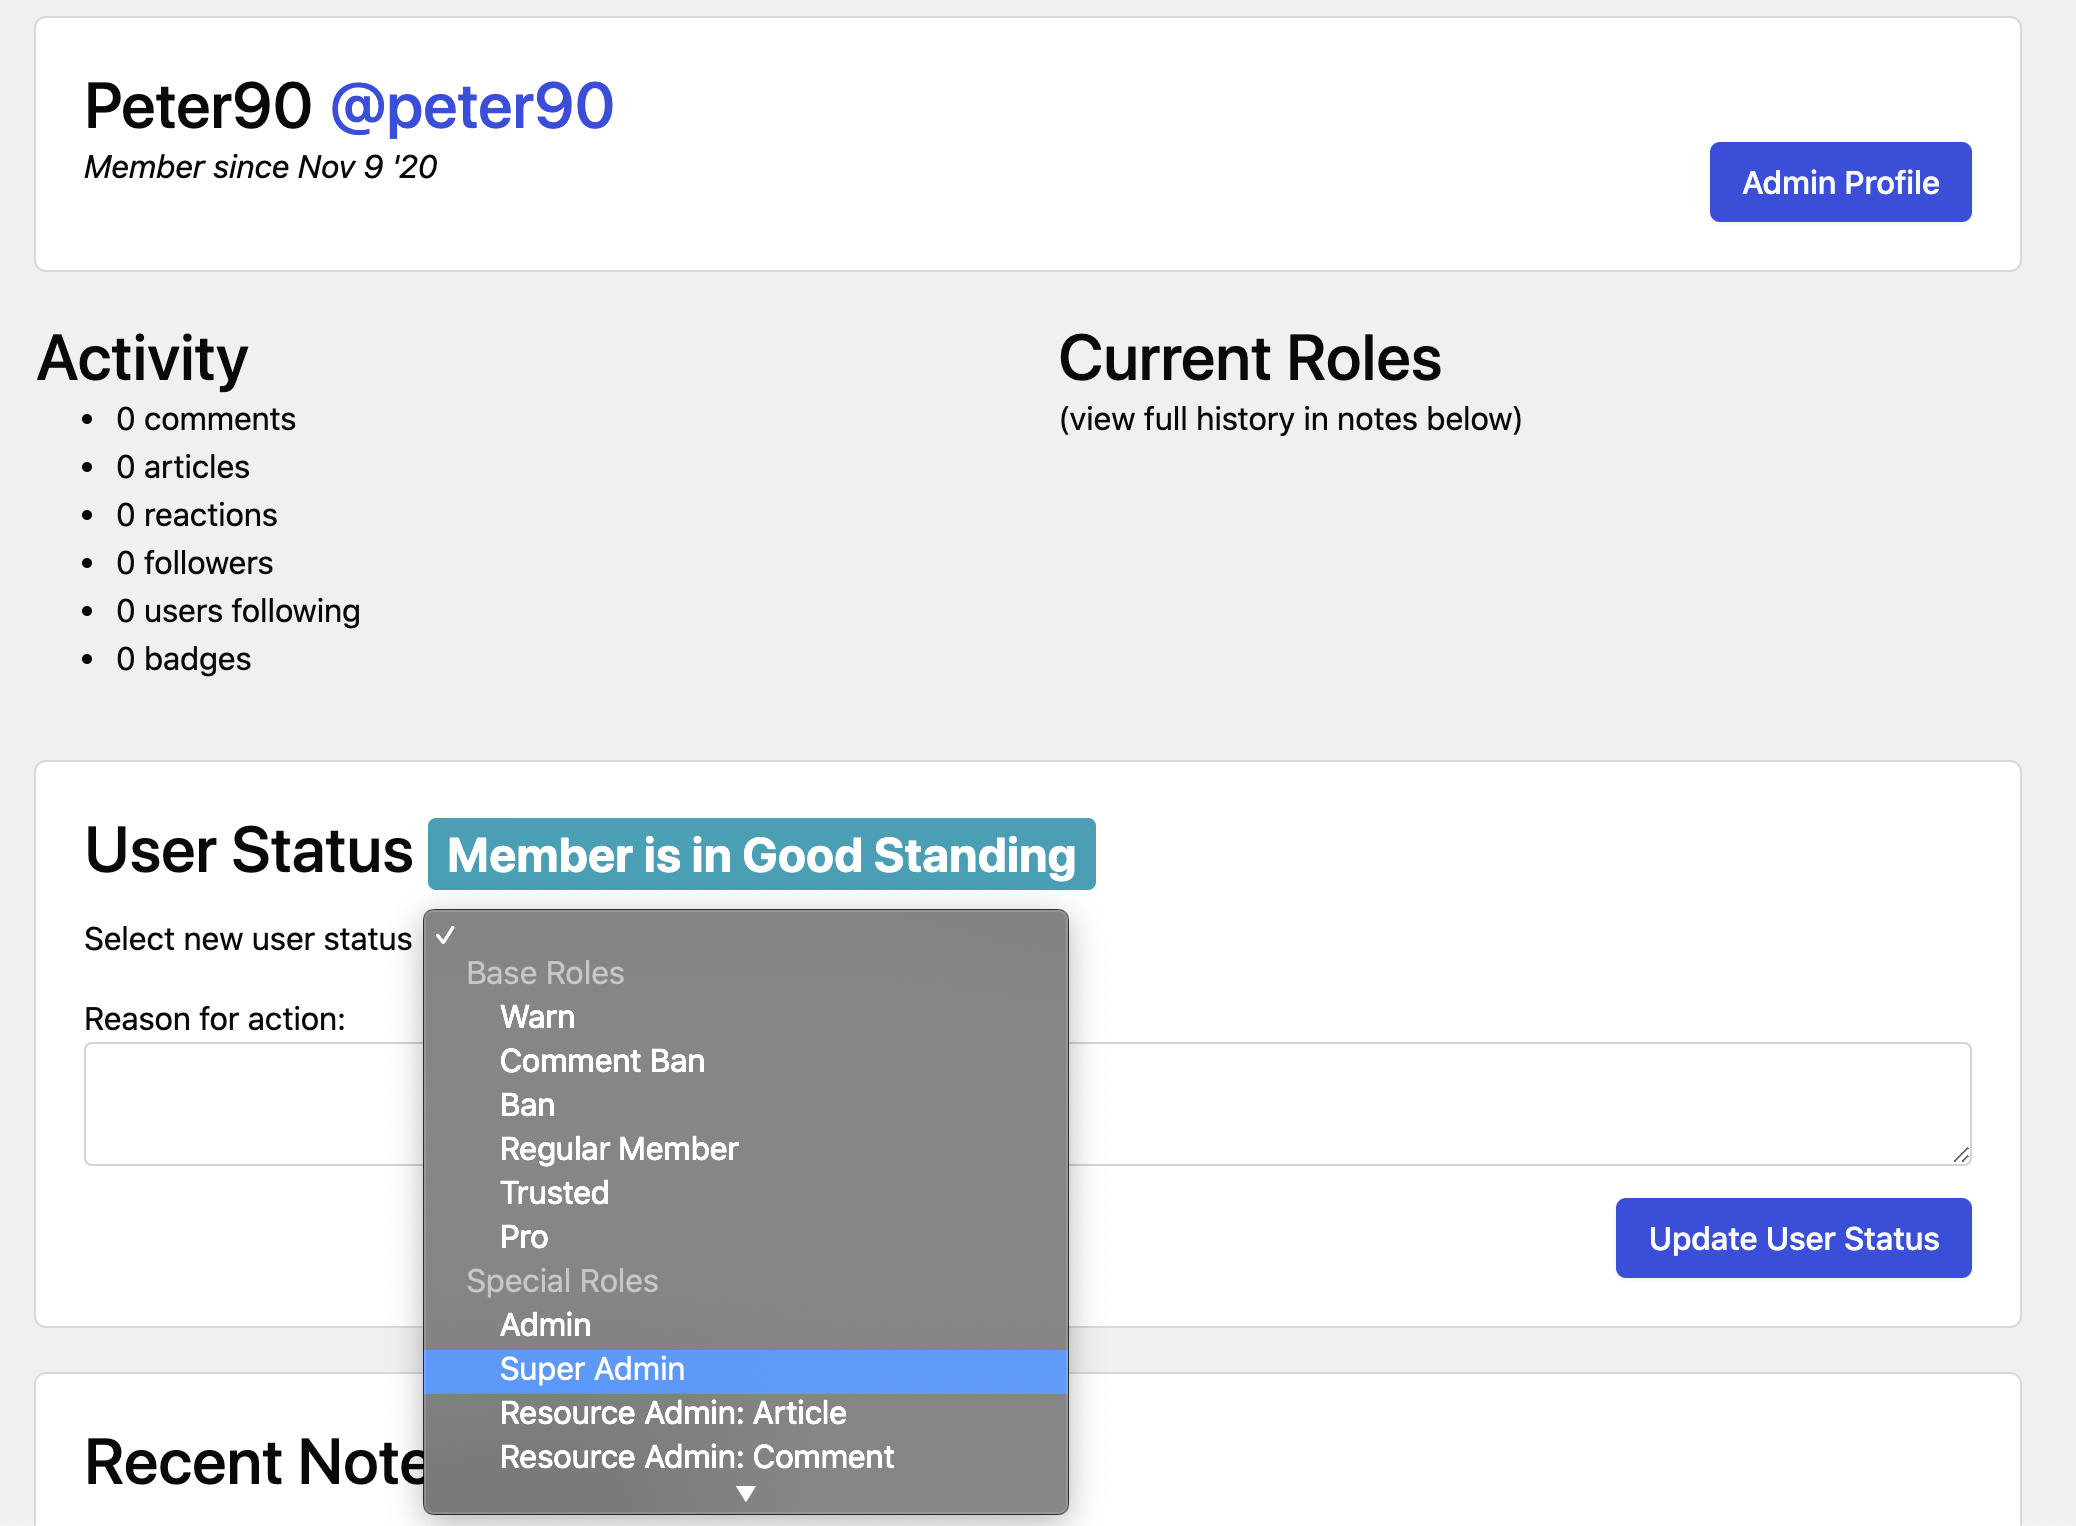 Peter90 @peter90
Member since Nov 9 '20
Admin Profile
Activity
• 0 comments
• 0 articles
• 0 reactions
• 0 followers
• 0 users following
• 0 badges
Current Roles
(view full history in notes below)
User Status Member is in Good Standing
Select new user status
✓
Base Roles
Warn
Comment Ban
Ban
Regular Member
Trusted
Pro
Special Roles
Admin
Super Admin
Resource Admin: Article
Resource Admin: Comment
Reason for action:
Update User Status
Recent Note